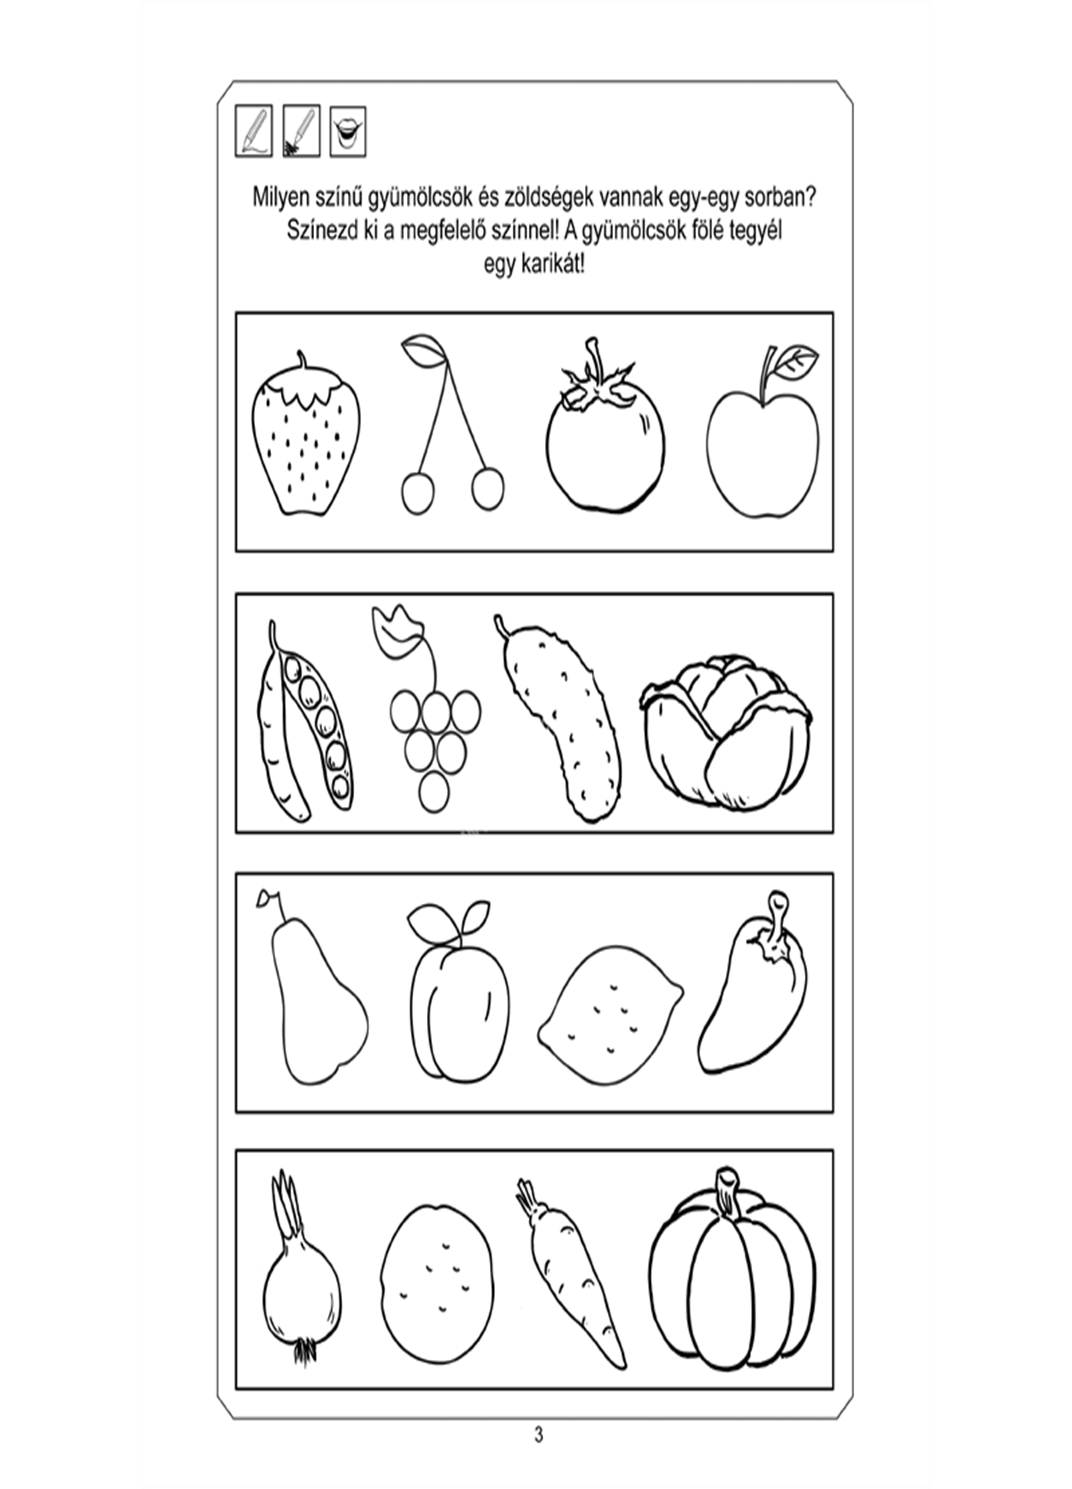 Milyen színű gyümölcsök és zöldségek vannak egy-egy sorban?
Színezd ki a megfelelő színnel! A gyümölcsök fölé tegyél
egy karikát!
3